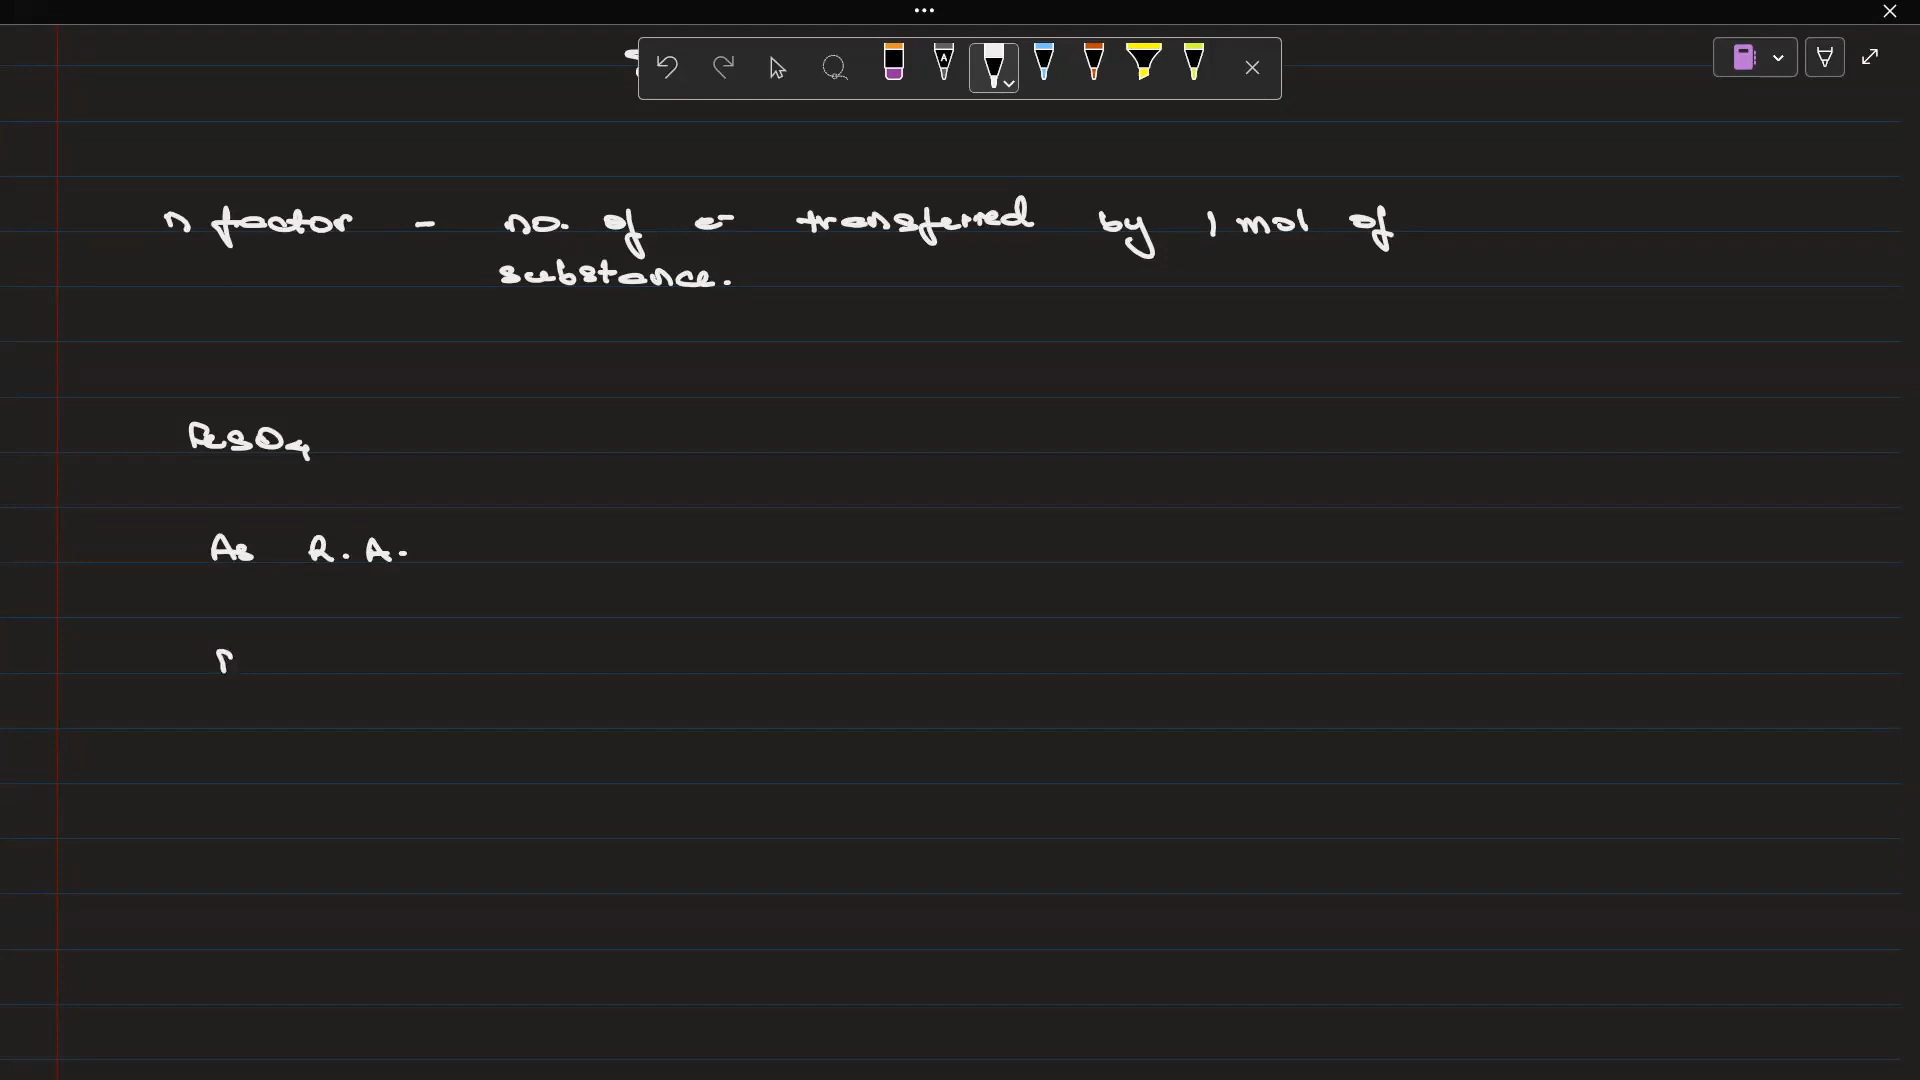 n factor - no. of e- transferred by 1 mol of
substance.
FeSO4
As R.A.